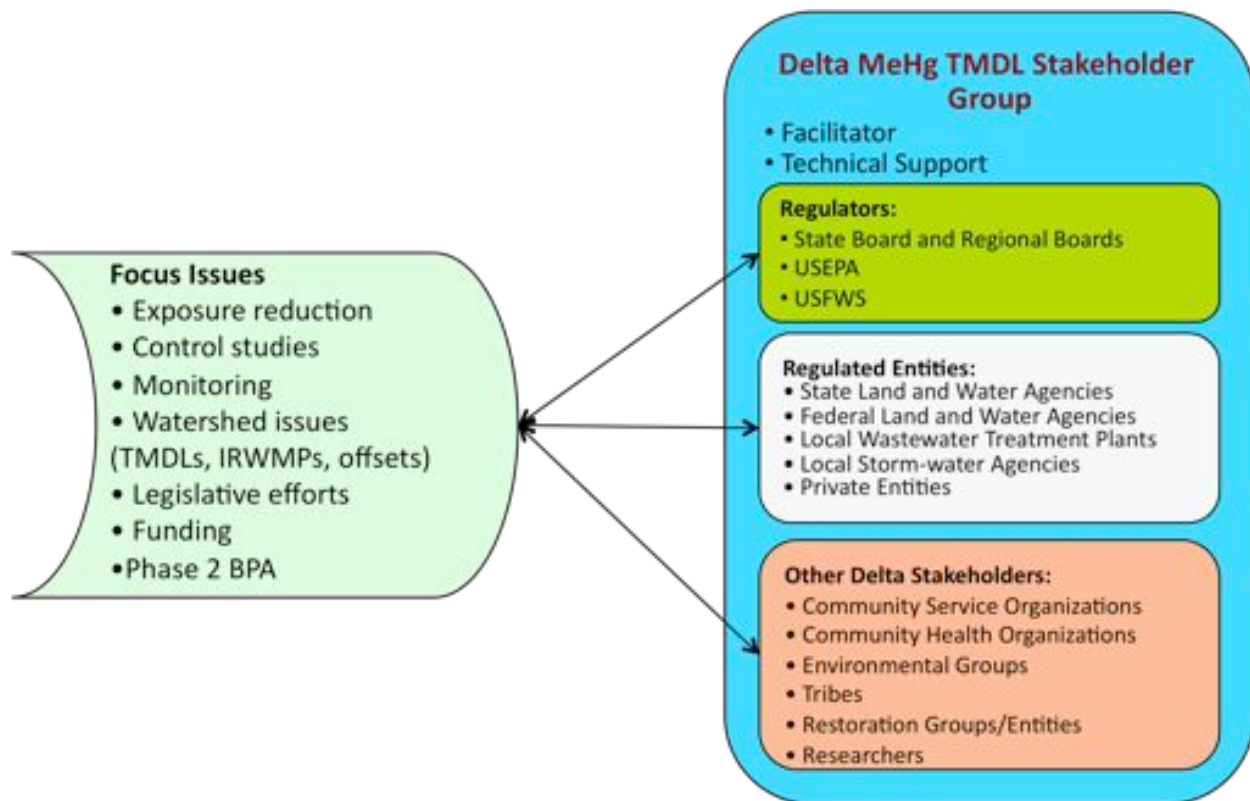 Focus Issues
• Exposure reduction
• Control studies
• Monitoring
• Watershed issues
(TMDLs, IRWMPs, offsets)
• Legislative efforts
• Funding
•Phase 2 BPA
Delta MeHg TMDL Stakeholder
Group
• Facilitator
• Technical Support
Regulators:
• State Board and Regional Boards
• USEPA
• USFWS
Regulated Entities:
• State Land and Water Agencies
• Federal Land and Water Agencies
• Local Wastewater Treatment Plants
• Local Storm-water Agencies
• Private Entities
Other Delta Stakeholders:
• Community Service Organizations
• Community Health Organizations
• Environmental Groups
• Tribes
• Restoration Groups/Entities
• Researchers